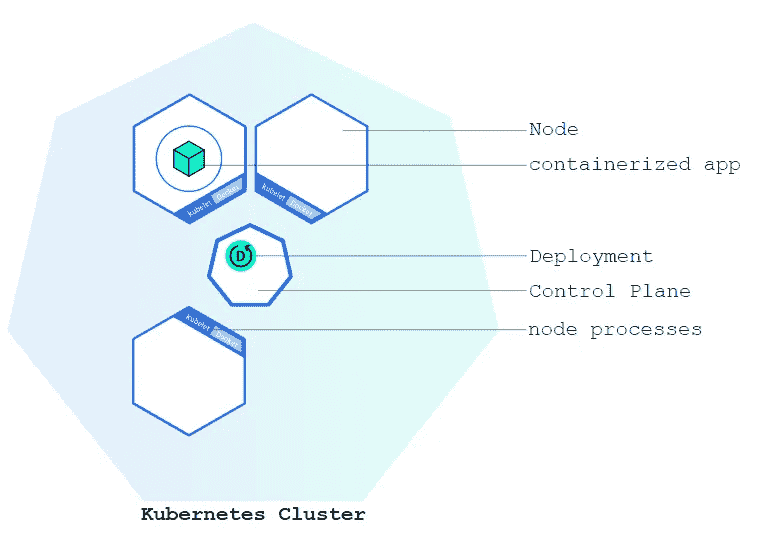 Node
containerized app
kubelet Docker
kubelet Docker
D
Deployment
Control Plane
kubelet Docker
node processes
Kubernetes Cluster